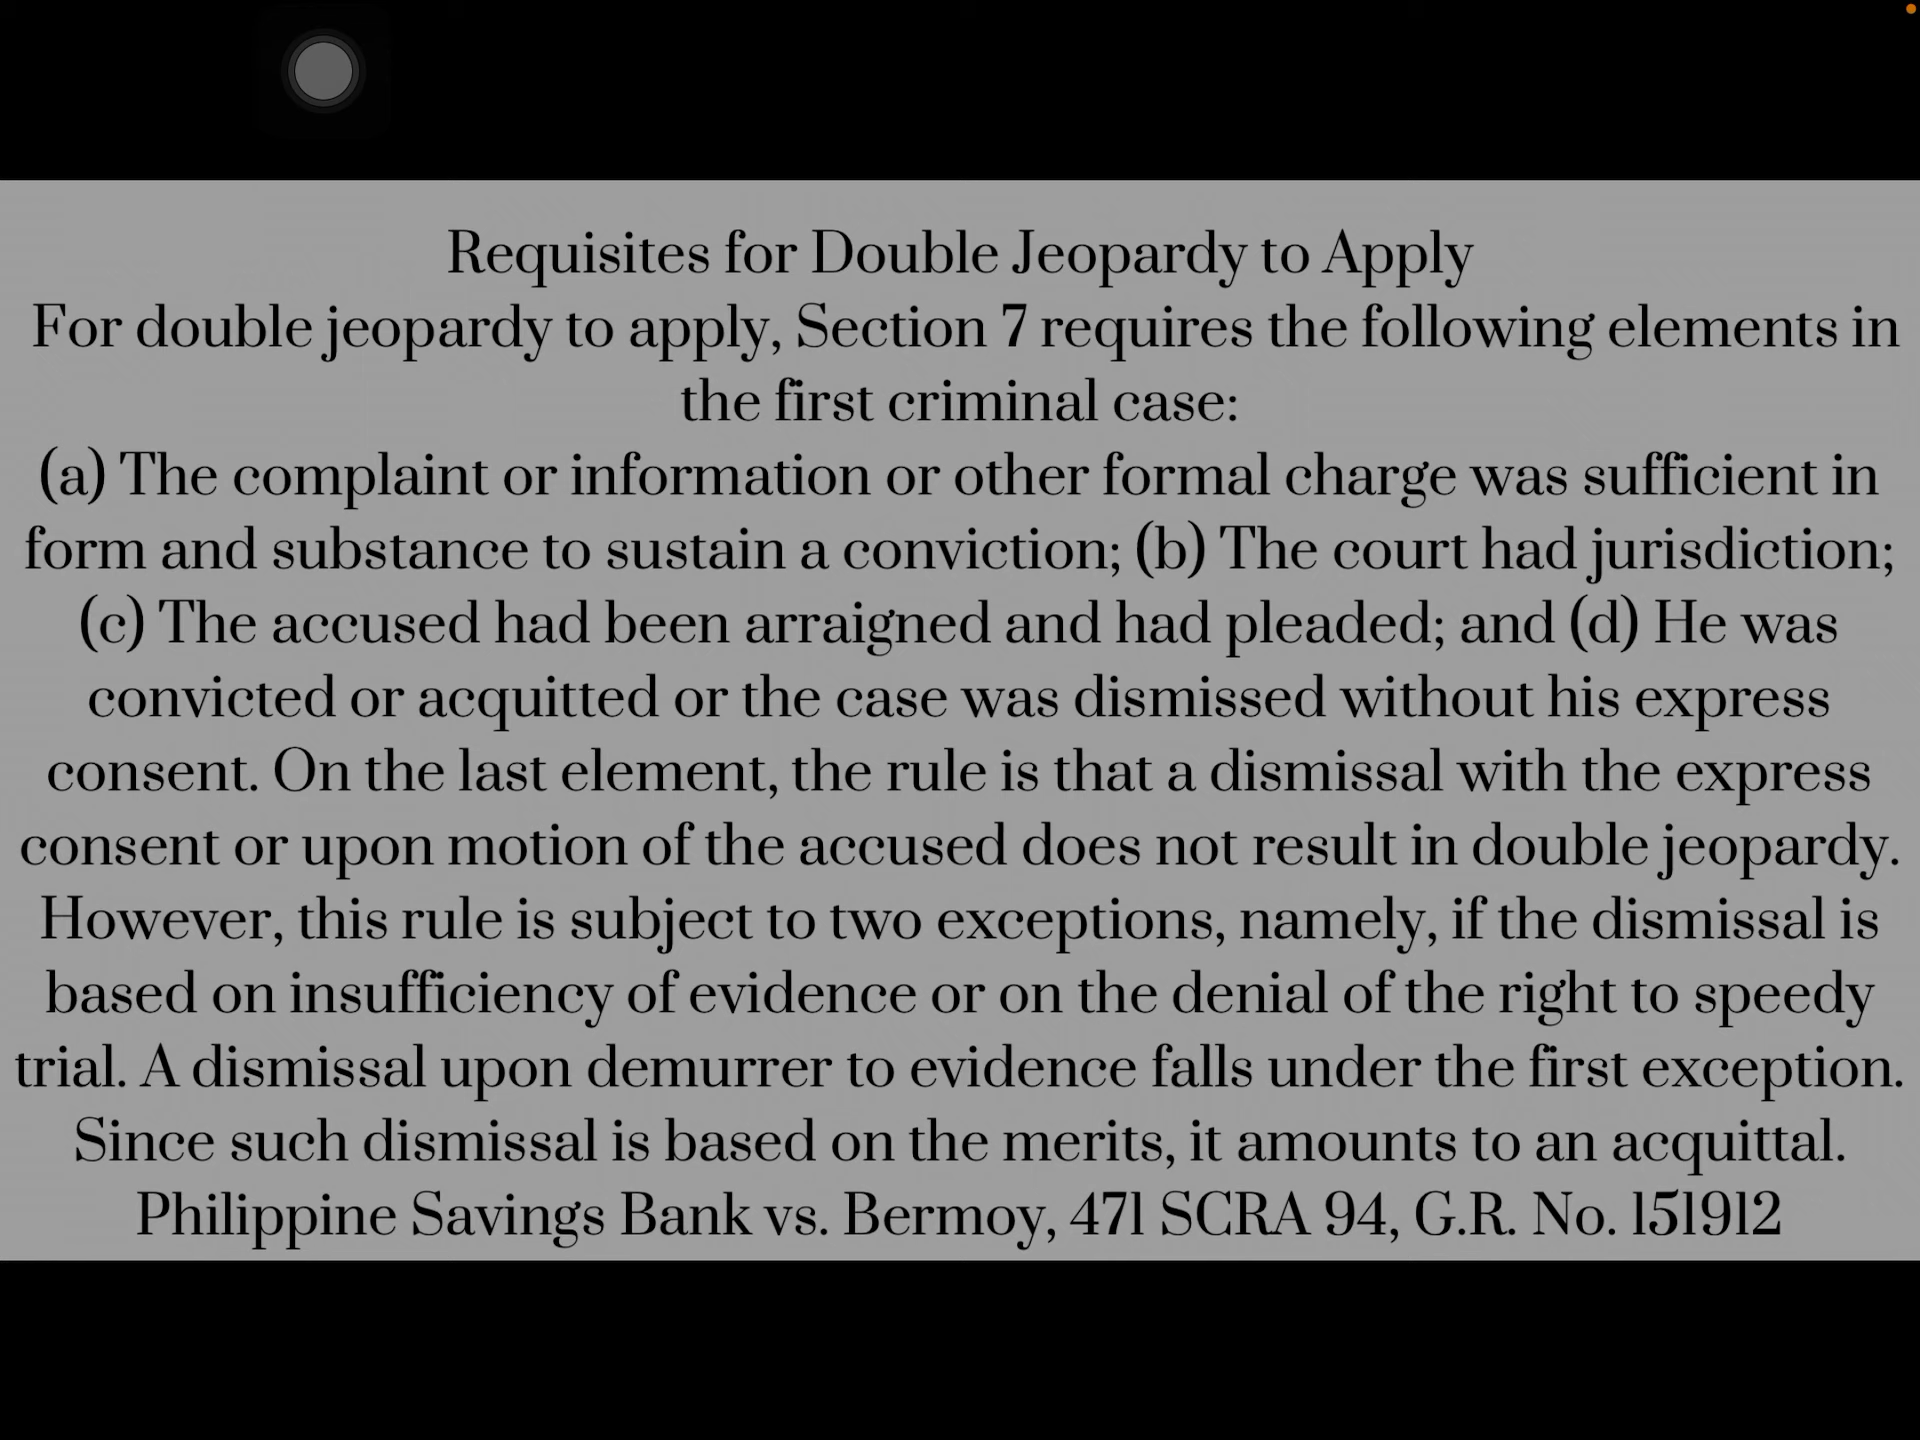 Requisites for Double Jeopardy to Apply
For double jeopardy to apply, Section 7 requires the following elements in
the first criminal case:
(a) The complaint or information or other formal charge was sufficient in
form and substance to sustain a conviction; (b) The court had jurisdiction;
(c) The accused had been arraigned and had pleaded; and (d) He was
convicted or acquitted or the case was dismissed without his express
consent. On the last element, the rule is that a dismissal with the express
consent or upon motion of the accused does not result in double jeopardy.
However, this rule is subject to two exceptions, namely, if the dismissal is
based on insufficiency of evidence or on the denial of the right to speedy
trial. A dismissal upon demurrer to evidence falls under the first exception.
Since such dismissal is based on the merits, it amounts to an acquittal.
Philippine Savings Bank vs. Bermoy, 471 SCRA 94, G.R. No. 151912